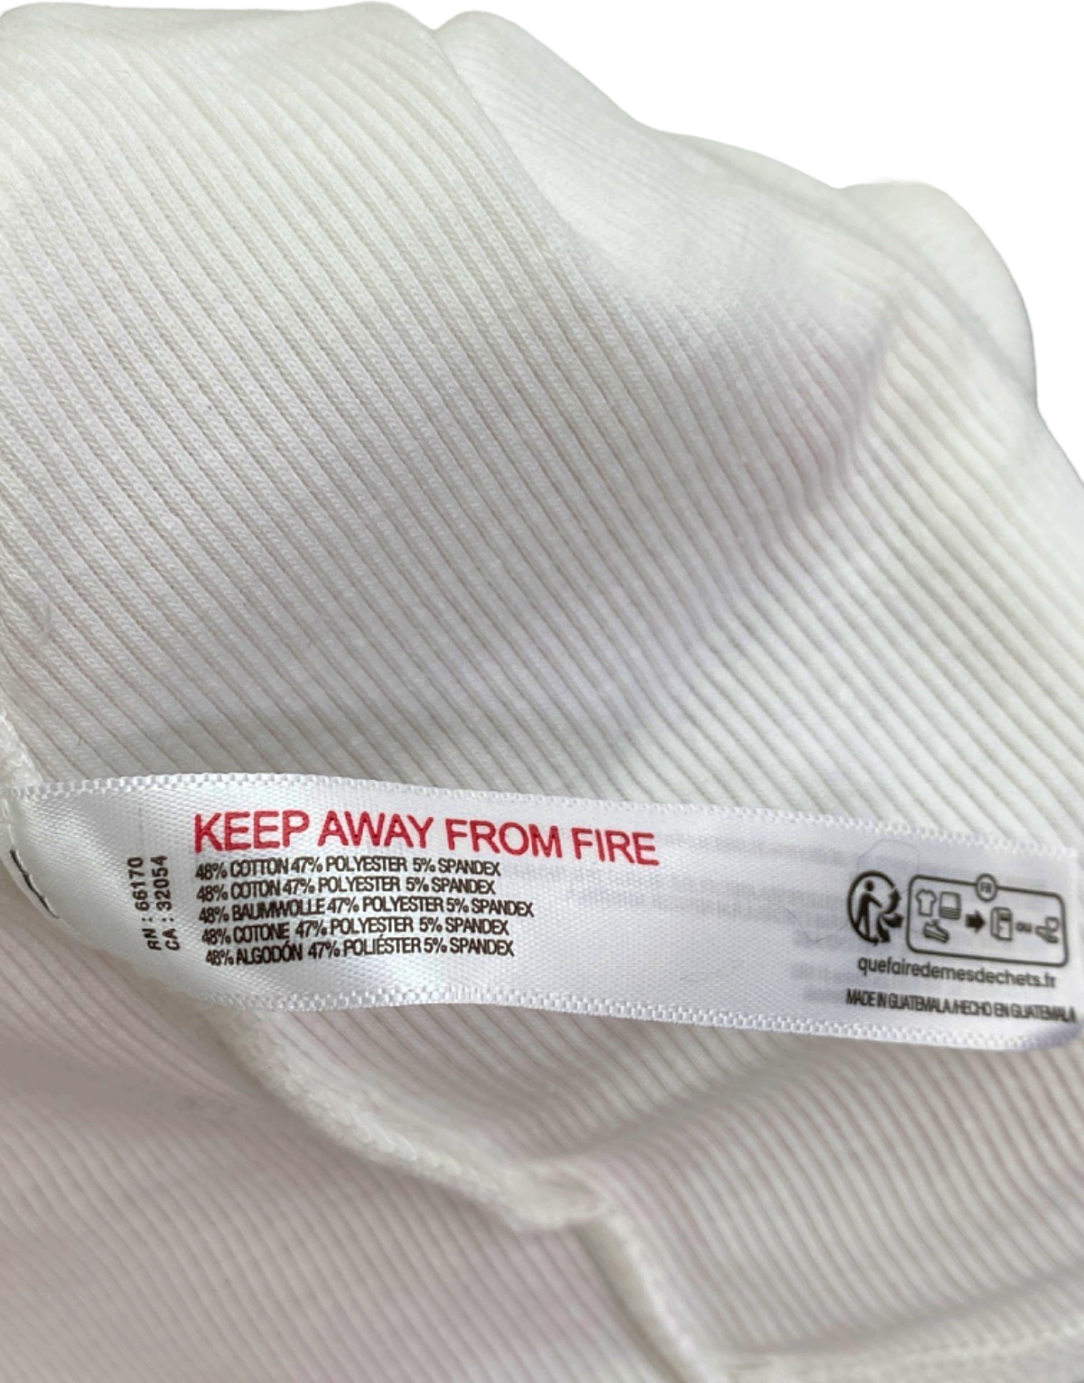 KEEP AWAY FROM FIRE
48% COTTON 47% POLYESTER 5% SPANDEX
48% COTON 47% POLYESTER 5% SPANDEX
48% BAUMWOLLE 47% POLYESTER 5% SPANDEX
48% COTONE 47% POLYESTER 5% SPANDEX
48% ALGODÓN 47% POLIÉSTER 5% SPANDEX
RN : 66170
CA : 32054
FR
ou
quefairedemesdechets.fr
MADE IN GUATEMALA/HECHO EN GUATEMALA